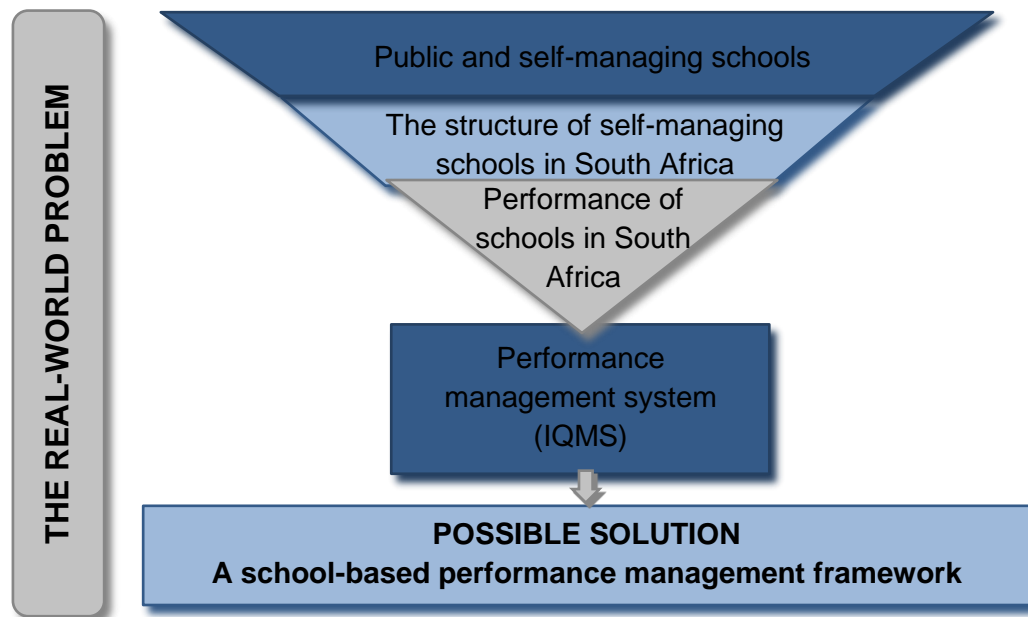 THE REAL-WORLD PROBLEM
Public and self-managing schools
The structure of self-managing
schools in South Africa
Performance of
schools in South
Africa
Performance
management system
(IQMS)
POSSIBLE SOLUTION
A school-based performance management framework